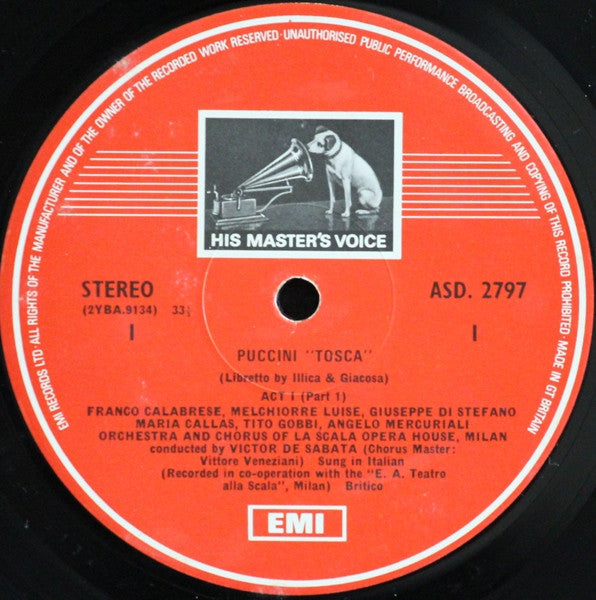 EMI RECORDS LTD · ALL RIGHTS OF THE MANUFACTURER AND OF THE OWNER OF THE RECORDED WORK RESERVED · UNAUTHORISED PUBLIC PERFORMANCE BROADCASTING AND COPYING OF THIS RECORD PROHIBITED · MADE IN GT BRITAIN
HIS MASTER'S VOICE
STEREO
ASD. 2797
(2YBA.9134) 33⅓
I
I
PUCCINI "TOSCA"
(Libretto by Illica & Giacosa)
ACT I (Part 1)
FRANCO CALABRESE, MELCHIORRE LUISE, GIUSEPPE DI STEFANO
MARIA CALLAS, TITO GOBBI, ANGELO MERCURIALI
ORCHESTRA AND CHORUS OF LA SCALA OPERA HOUSE, MILAN
conducted by VICTOR DE SABATA (Chorus Master:
Vittore Veneziani) Sung in Italian
(Recorded in co-operation with the "E. A. Teatro
alla Scala", Milan) Britico
EMI